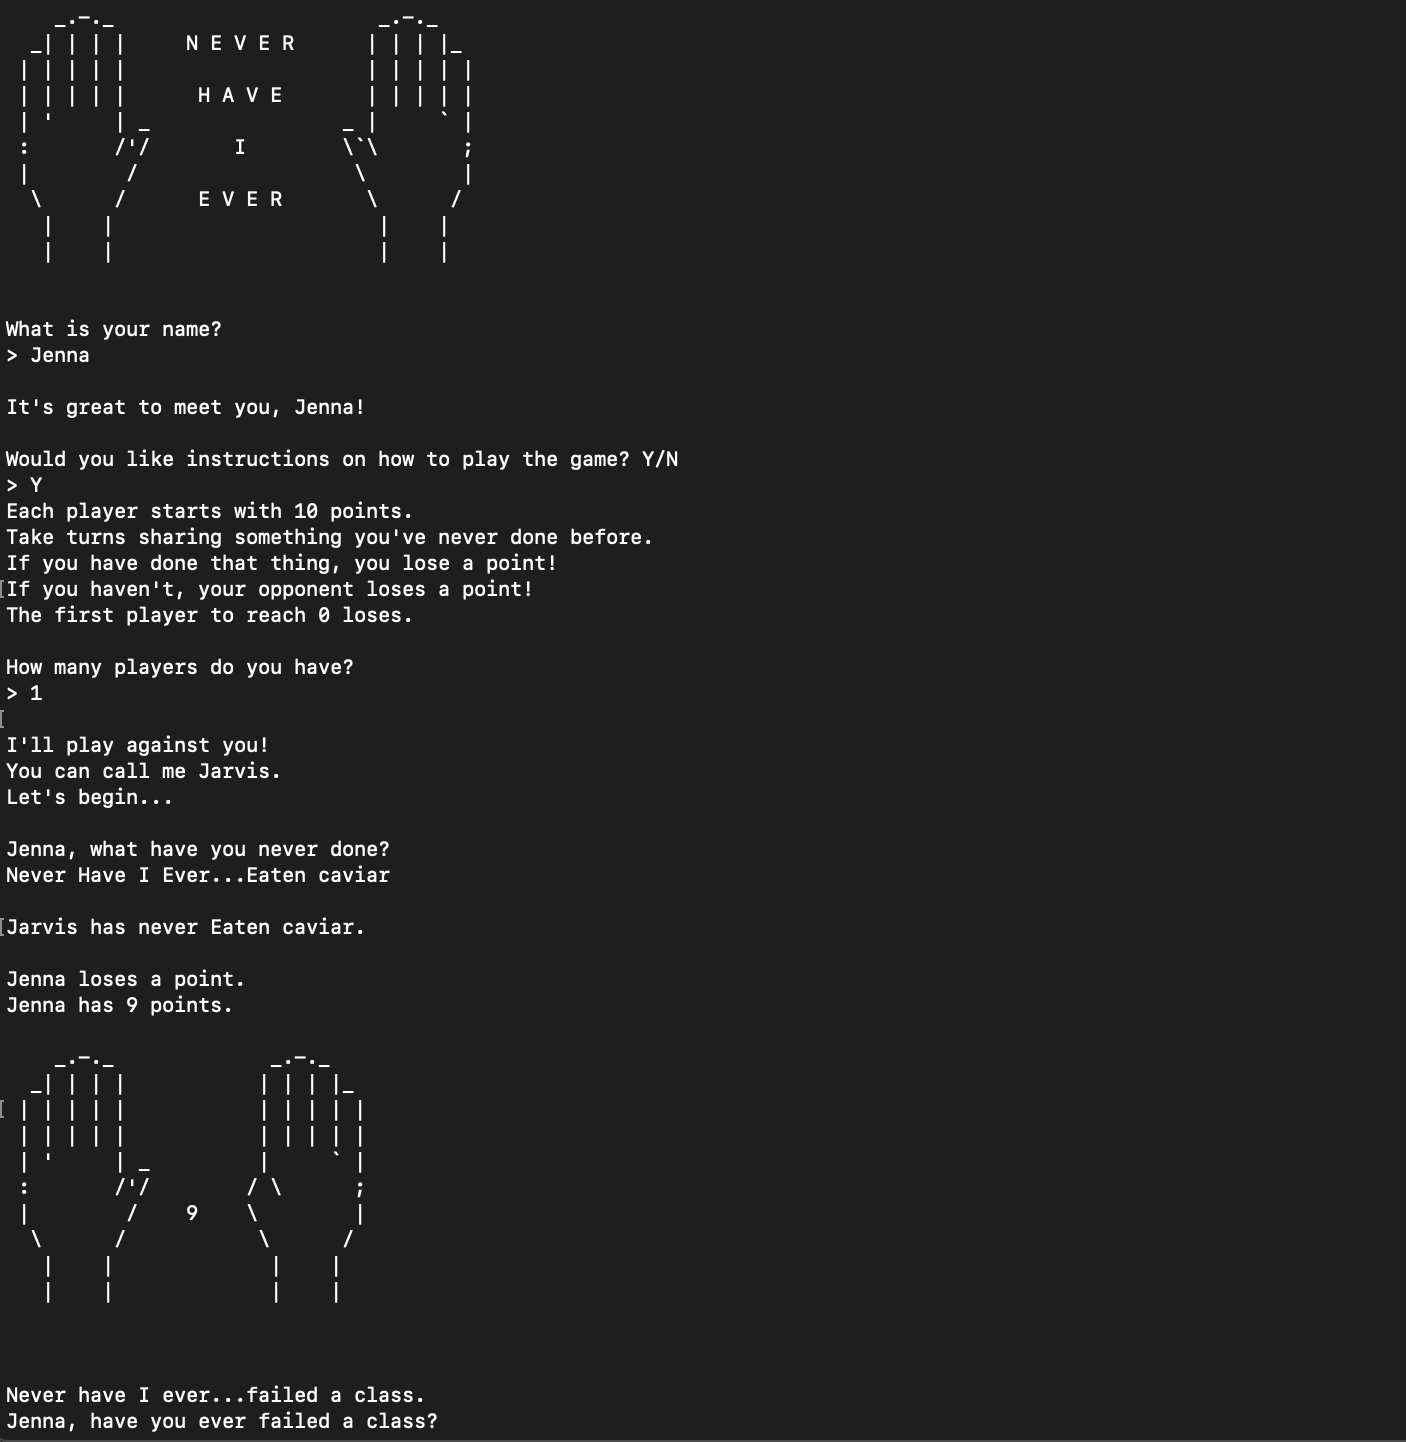 N E V E R
H A V E
I
E V E R
What is your name?
> Jenna
It's great to meet you, Jenna!
Would you like instructions on how to play the game? Y/N
> Y
Each player starts with 10 points.
Take turns sharing something you've never done before.
If you have done that thing, you lose a point!
If you haven't, your opponent loses a point!
The first player to reach 0 loses.
How many players do you have?
> 1
I'll play against you!
You can call me Jarvis.
Let's begin...
Jenna, what have you never done?
Never Have I Ever...Eaten caviar
Jarvis has never Eaten caviar.
Jenna loses a point.
Jenna has 9 points.
9
Never have I ever...failed a class.
Jenna, have you ever failed a class?